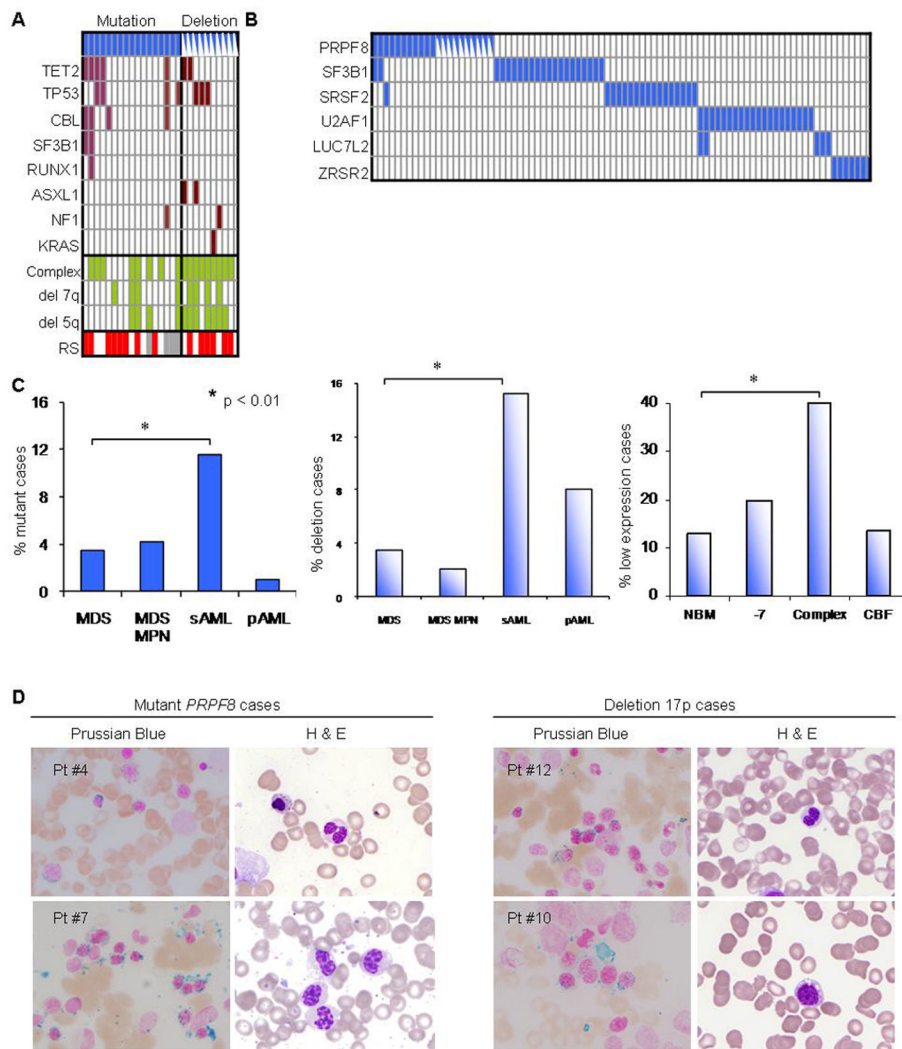 A
Mutation Deletion
TET2
TP53
CBL
SF3B1
RUNX1
ASXL1
NF1
KRAS
Complex
del 7q
del 5q
RS
B
PRPF8
SF3B1
SRSF2
U2AF1
LUC7L2
ZRSR2
C
% mutant cases
16
12
8
4
0
*
* p < 0.01
MDS
MDS MPN
sAML
pAML
% deletion cases
16
12
8
4
0
*
MDS
MDS MPN
sAML
pAML
% low expression cases
40
30
20
10
0
*
NBM
-7
Complex
CBF
D
Mutant PRPF8 cases
Prussian Blue
H & E
Pt #4
Pt #7
Deletion 17p cases
Prussian Blue
H & E
Pt #12
Pt #10